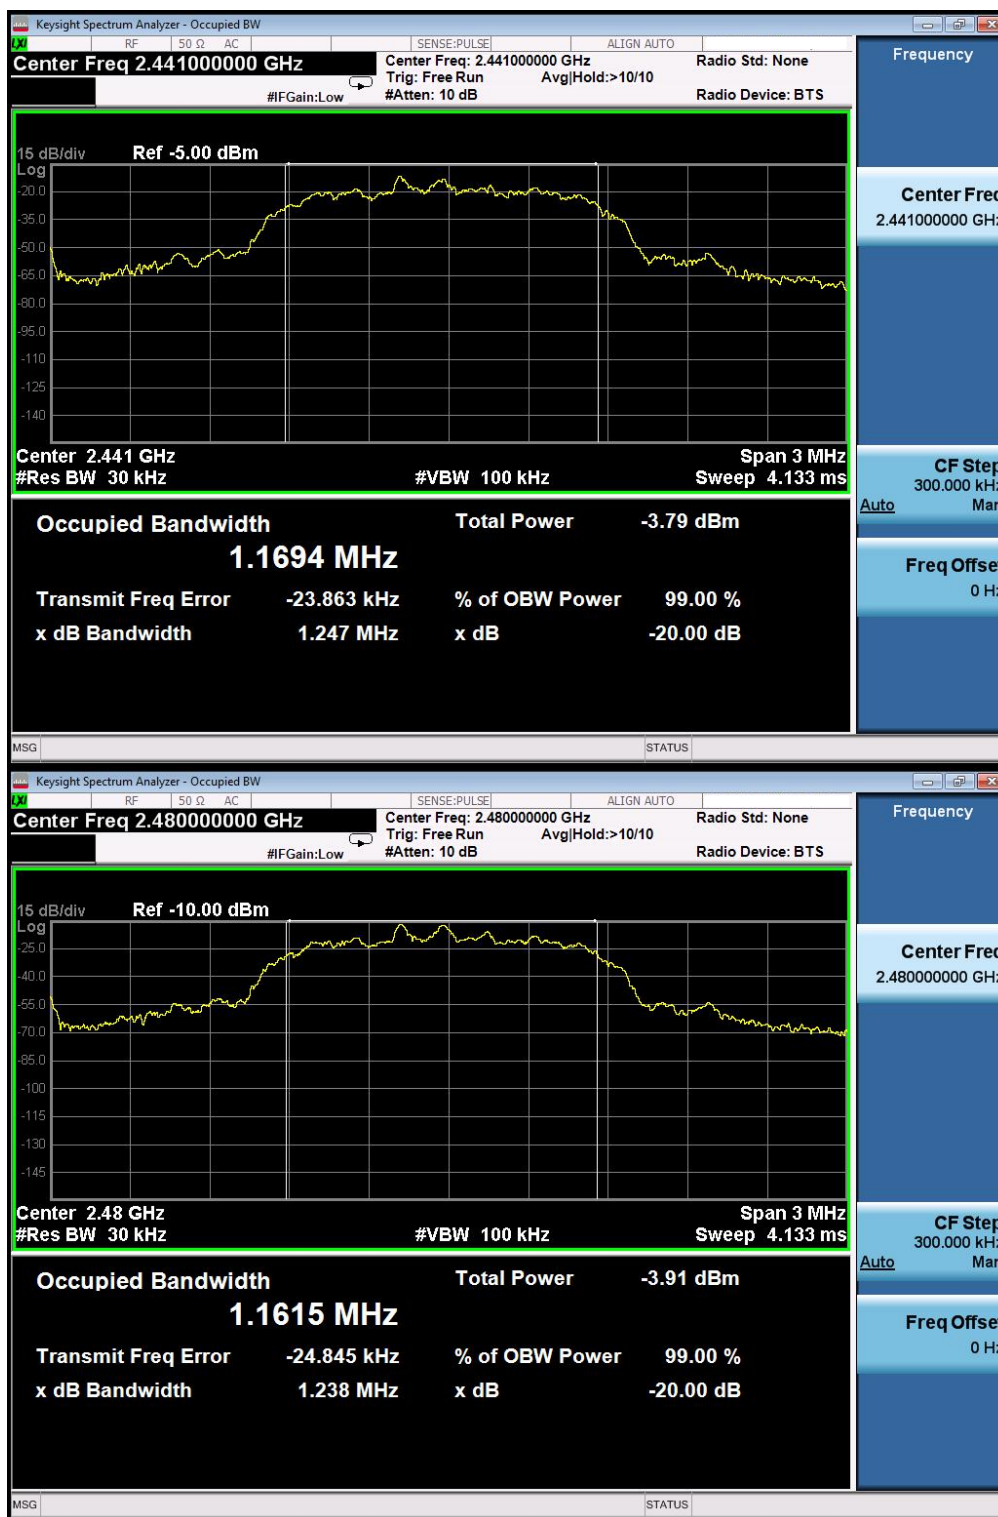 Keysight Spectrum Analyzer - Occupied BW
LXI RF 50 Ω AC SENSE:PULSE ALIGN AUTO
Center Freq 2.441000000 GHz
Center Freq: 2.441000000 GHz Radio Std: None
Trig: Free Run Avg|Hold:>10/10
#IFGain:Low #Atten: 10 dB Radio Device: BTS
Frequency
15 dB/div Ref -5.00 dBm
Log
-20.0
-35.0
-50.0
-65.0
-80.0
-95.0
-110
-125
-140
Center Freq
2.441000000 GHz
Center 2.441 GHz Span 3 MHz
#Res BW 30 kHz #VBW 100 kHz Sweep 4.133 ms
CF Step
300.000 kHz
Auto Man
Occupied Bandwidth Total Power -3.79 dBm
1.1694 MHz
Transmit Freq Error -23.863 kHz % of OBW Power 99.00 %
x dB Bandwidth 1.247 MHz x dB -20.00 dB
Freq Offset
0 Hz
MSG STATUS
Keysight Spectrum Analyzer - Occupied BW
LXI RF 50 Ω AC SENSE:PULSE ALIGN AUTO
Center Freq 2.480000000 GHz
Center Freq: 2.480000000 GHz Radio Std: None
Trig: Free Run Avg|Hold:>10/10
#IFGain:Low #Atten: 10 dB Radio Device: BTS
Frequency
15 dB/div Ref -10.00 dBm
Log
-25.0
-40.0
-55.0
-70.0
-85.0
-100
-115
-130
-145
Center Freq
2.480000000 GHz
Center 2.48 GHz Span 3 MHz
#Res BW 30 kHz #VBW 100 kHz Sweep 4.133 ms
CF Step
300.000 kHz
Auto Man
Occupied Bandwidth Total Power -3.91 dBm
1.1615 MHz
Transmit Freq Error -24.845 kHz % of OBW Power 99.00 %
x dB Bandwidth 1.238 MHz x dB -20.00 dB
Freq Offset
0 Hz
MSG STATUS